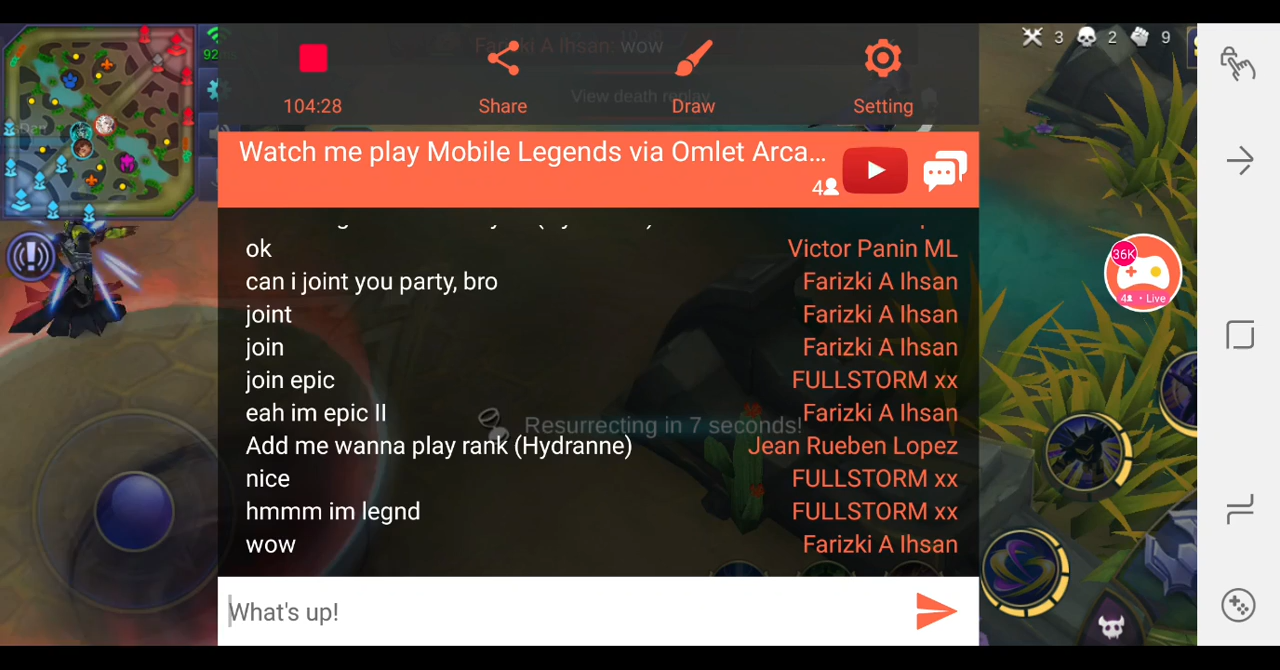 Farizki A Ihsan: wow
3 2 9
92
104:28 Share Draw Setting
View death replay
Watch me play Mobile Legends via Omlet Arca...
4
ok Victor Panin ML
can i joint you party, bro Farizki A Ihsan
joint Farizki A Ihsan
join Farizki A Ihsan
join epic FULLSTORM xx
eah im epic II Farizki A Ihsan
Resurrecting in 7 seconds!
Add me wanna play rank (Hydranne) Jean Rueben Lopez
nice FULLSTORM xx
hmmm im legnd FULLSTORM xx
wow Farizki A Ihsan
What's up!
36K
4 • Live